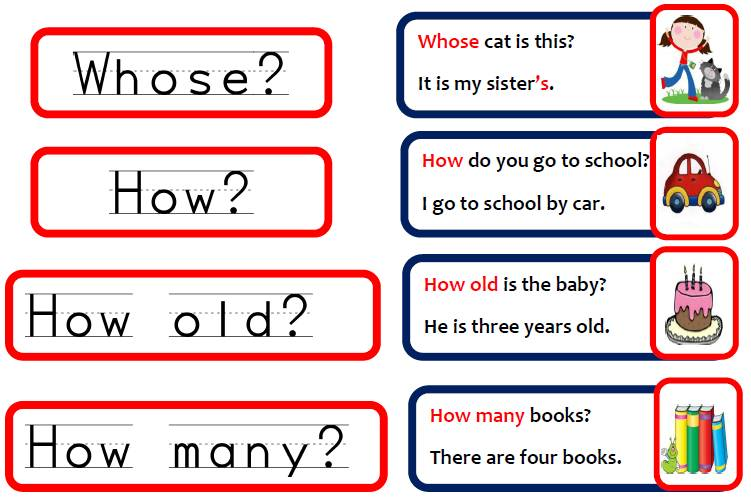 Whose?
Whose cat is this?
It is my sister's.
How?
How do you go to school?
I go to school by car.
How old?
How old is the baby?
He is three years old.
How many?
How many books?
There are four books.